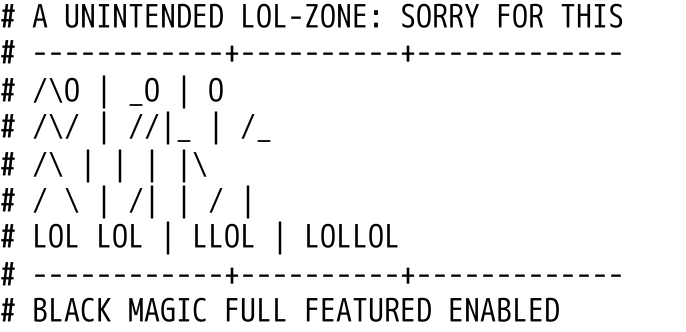 # A UNINTENDED LOL-ZONE: SORRY FOR THIS
# ------------+----------+-------------
# /\O | _O | O
# /\/ | //|_ | /_
# /\ | | | |\
# / \ | /| | / |
# LOL LOL | LLOL | LOLLOL
# ------------+----------+-------------
# BLACK MAGIC FULL FEATURED ENABLED